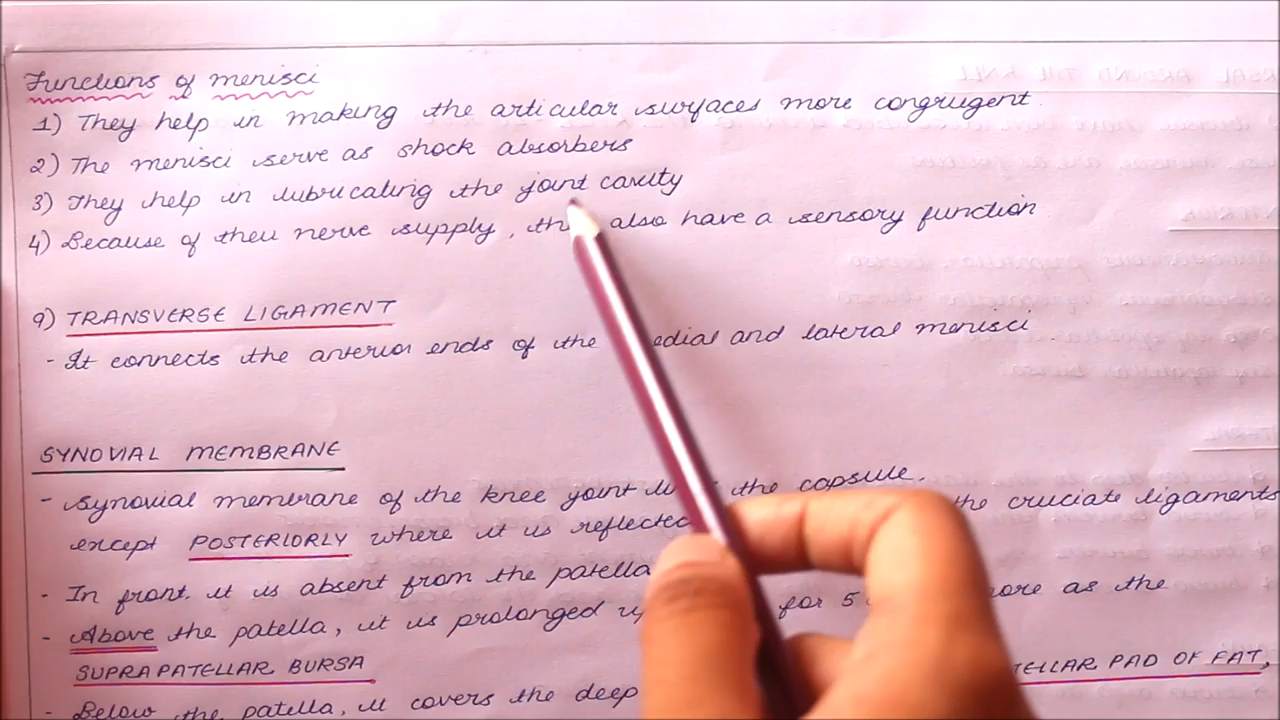 Functions of menisci
1) They help in making the articular surfaces more congrugent
2) The menisci serve as shock absorbers
3) They help in lubricating the joint cavity
4) Because of their nerve supply, also have a sensory function
9) TRANSVERSE LIGAMENT
- It connects the anterior ends of the and lateral menisci
SYNOVIAL MEMBRANE
- Synovial membrane of the knee joint the capsule,
except POSTERIORLY where it is reflected the cruciate ligaments
- In front, it is absent from the patella
- Above the patella, it is prolonged for 5 as the
SUPRAPATELLAR BURSA
- Below the patella, it covers the deep PAD OF FAT,